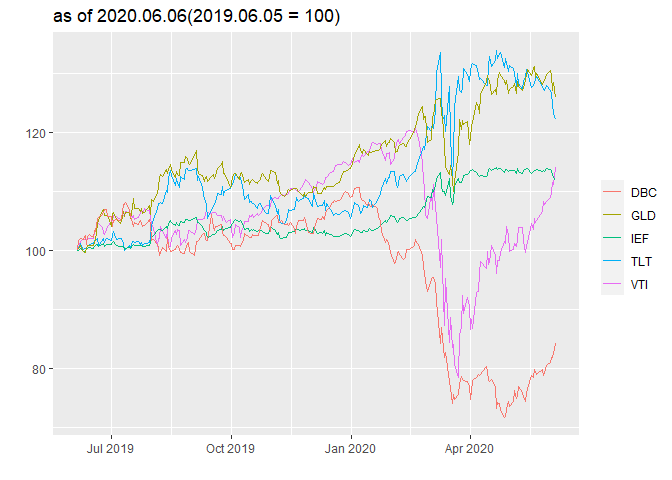 as of 2020.06.06(2019.06.05 = 100)
120
100
80
Jul 2019
Oct 2019
Jan 2020
Apr 2020
DBC
GLD
IEF
TLT
VTI